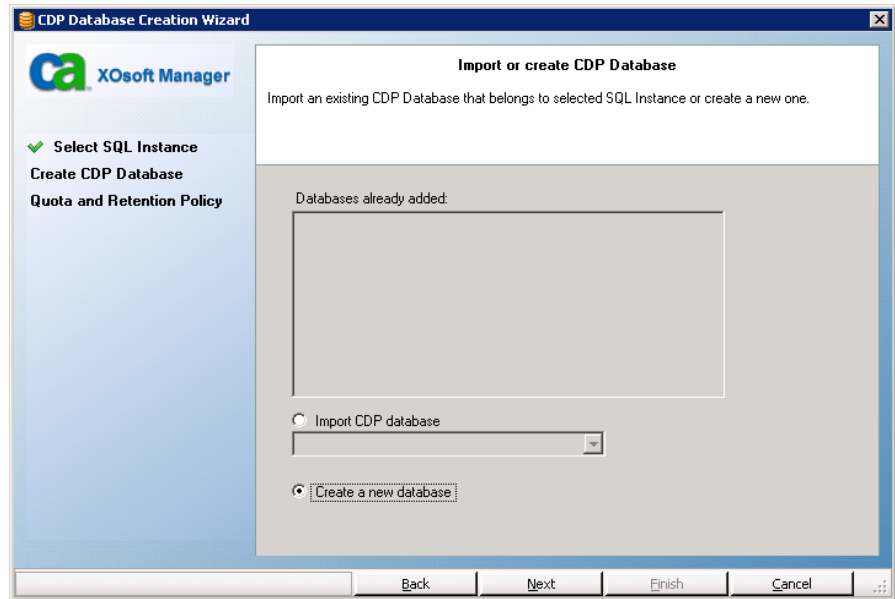 CDP Database Creation Wizard
ca
XOsoft Manager
Select SQL Instance
Create CDP Database
Quota and Retention Policy
Import or create CDP Database
Import an existing CDP Database that belongs to selected SQL Instance or create a new one.
Databases already added:
Import CDP database
Create a new database
Back
Next
Finish
Cancel